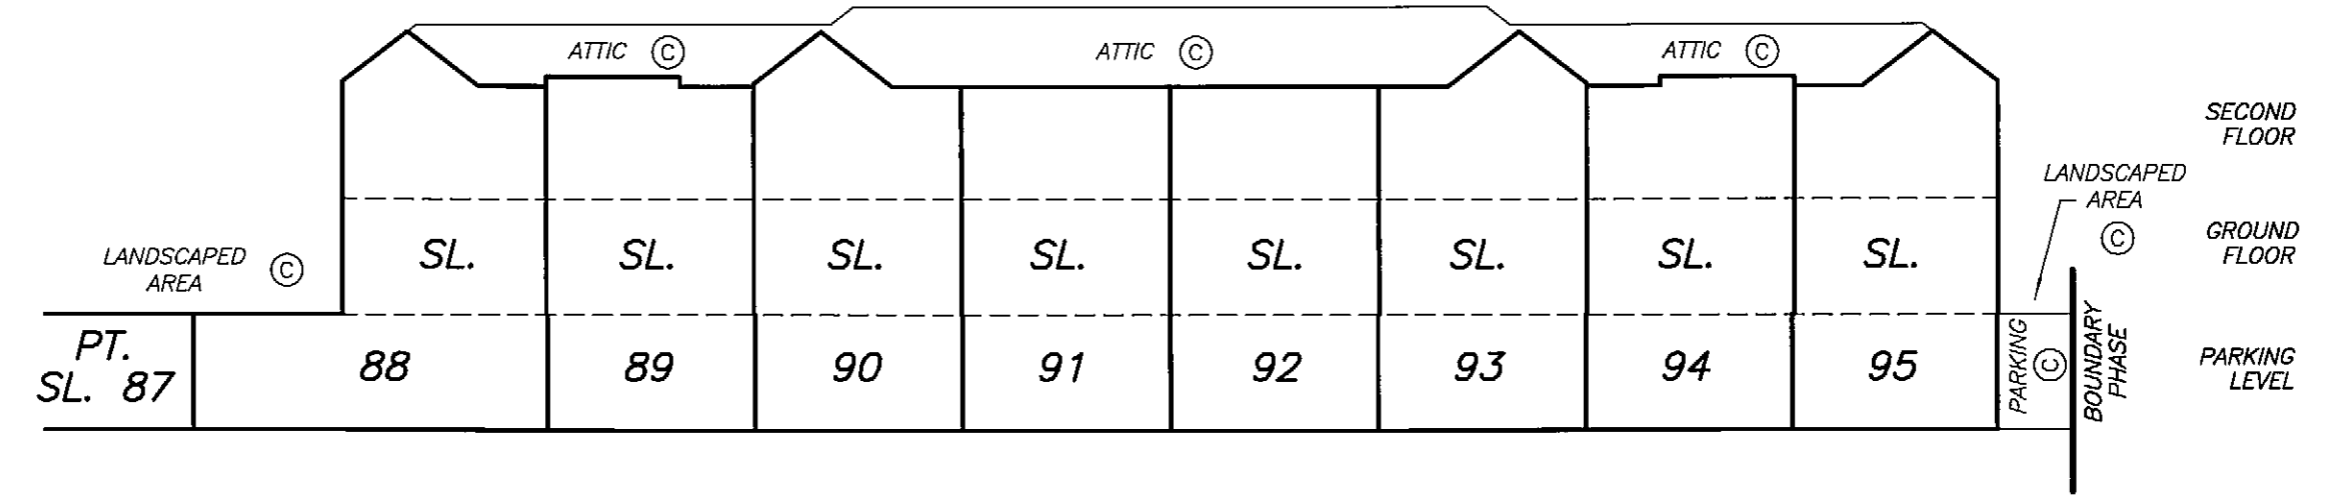 ATTIC Ⓒ
ATTIC Ⓒ
ATTIC Ⓒ
SECOND
FLOOR
LANDSCAPED
AREA
Ⓒ
GROUND
FLOOR
LANDSCAPED
AREA
Ⓒ
SL. SL. SL. SL. SL. SL. SL. SL.
PT.
SL. 87
88 89 90 91 92 93 94 95
PARKING
Ⓒ
BOUNDARY
PHASE
PARKING
LEVEL